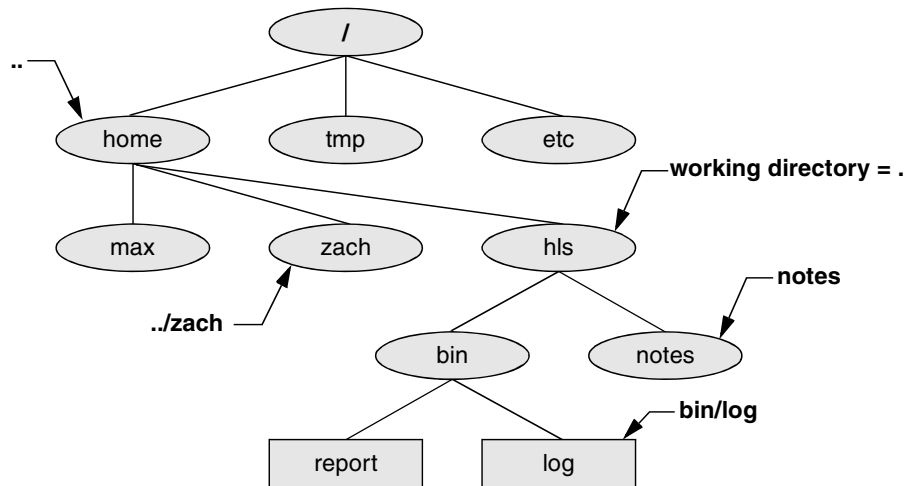 /
..
home
tmp
etc
working directory = .
max
zach
hls
notes
../zach
bin
notes
bin/log
report
log